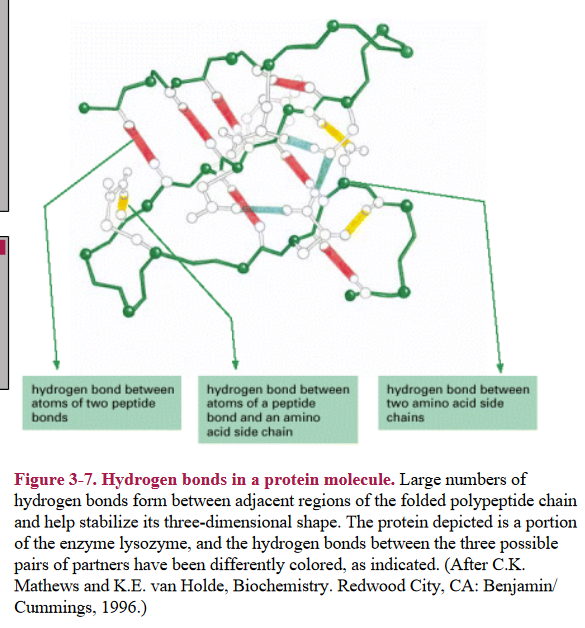 hydrogen bond between
atoms of two peptide
bonds
hydrogen bond between
atoms of a peptide
bond and an amino
acid side chain
hydrogen bond between
two amino acid side
chains
Figure 3-7. Hydrogen bonds in a protein molecule. Large numbers of
hydrogen bonds form between adjacent regions of the folded polypeptide chain
and help stabilize its three-dimensional shape. The protein depicted is a portion
of the enzyme lysozyme, and the hydrogen bonds between the three possible
pairs of partners have been differently colored, as indicated. (After C.K.
Mathews and K.E. van Holde, Biochemistry. Redwood City, CA: Benjamin/
Cummings, 1996.)